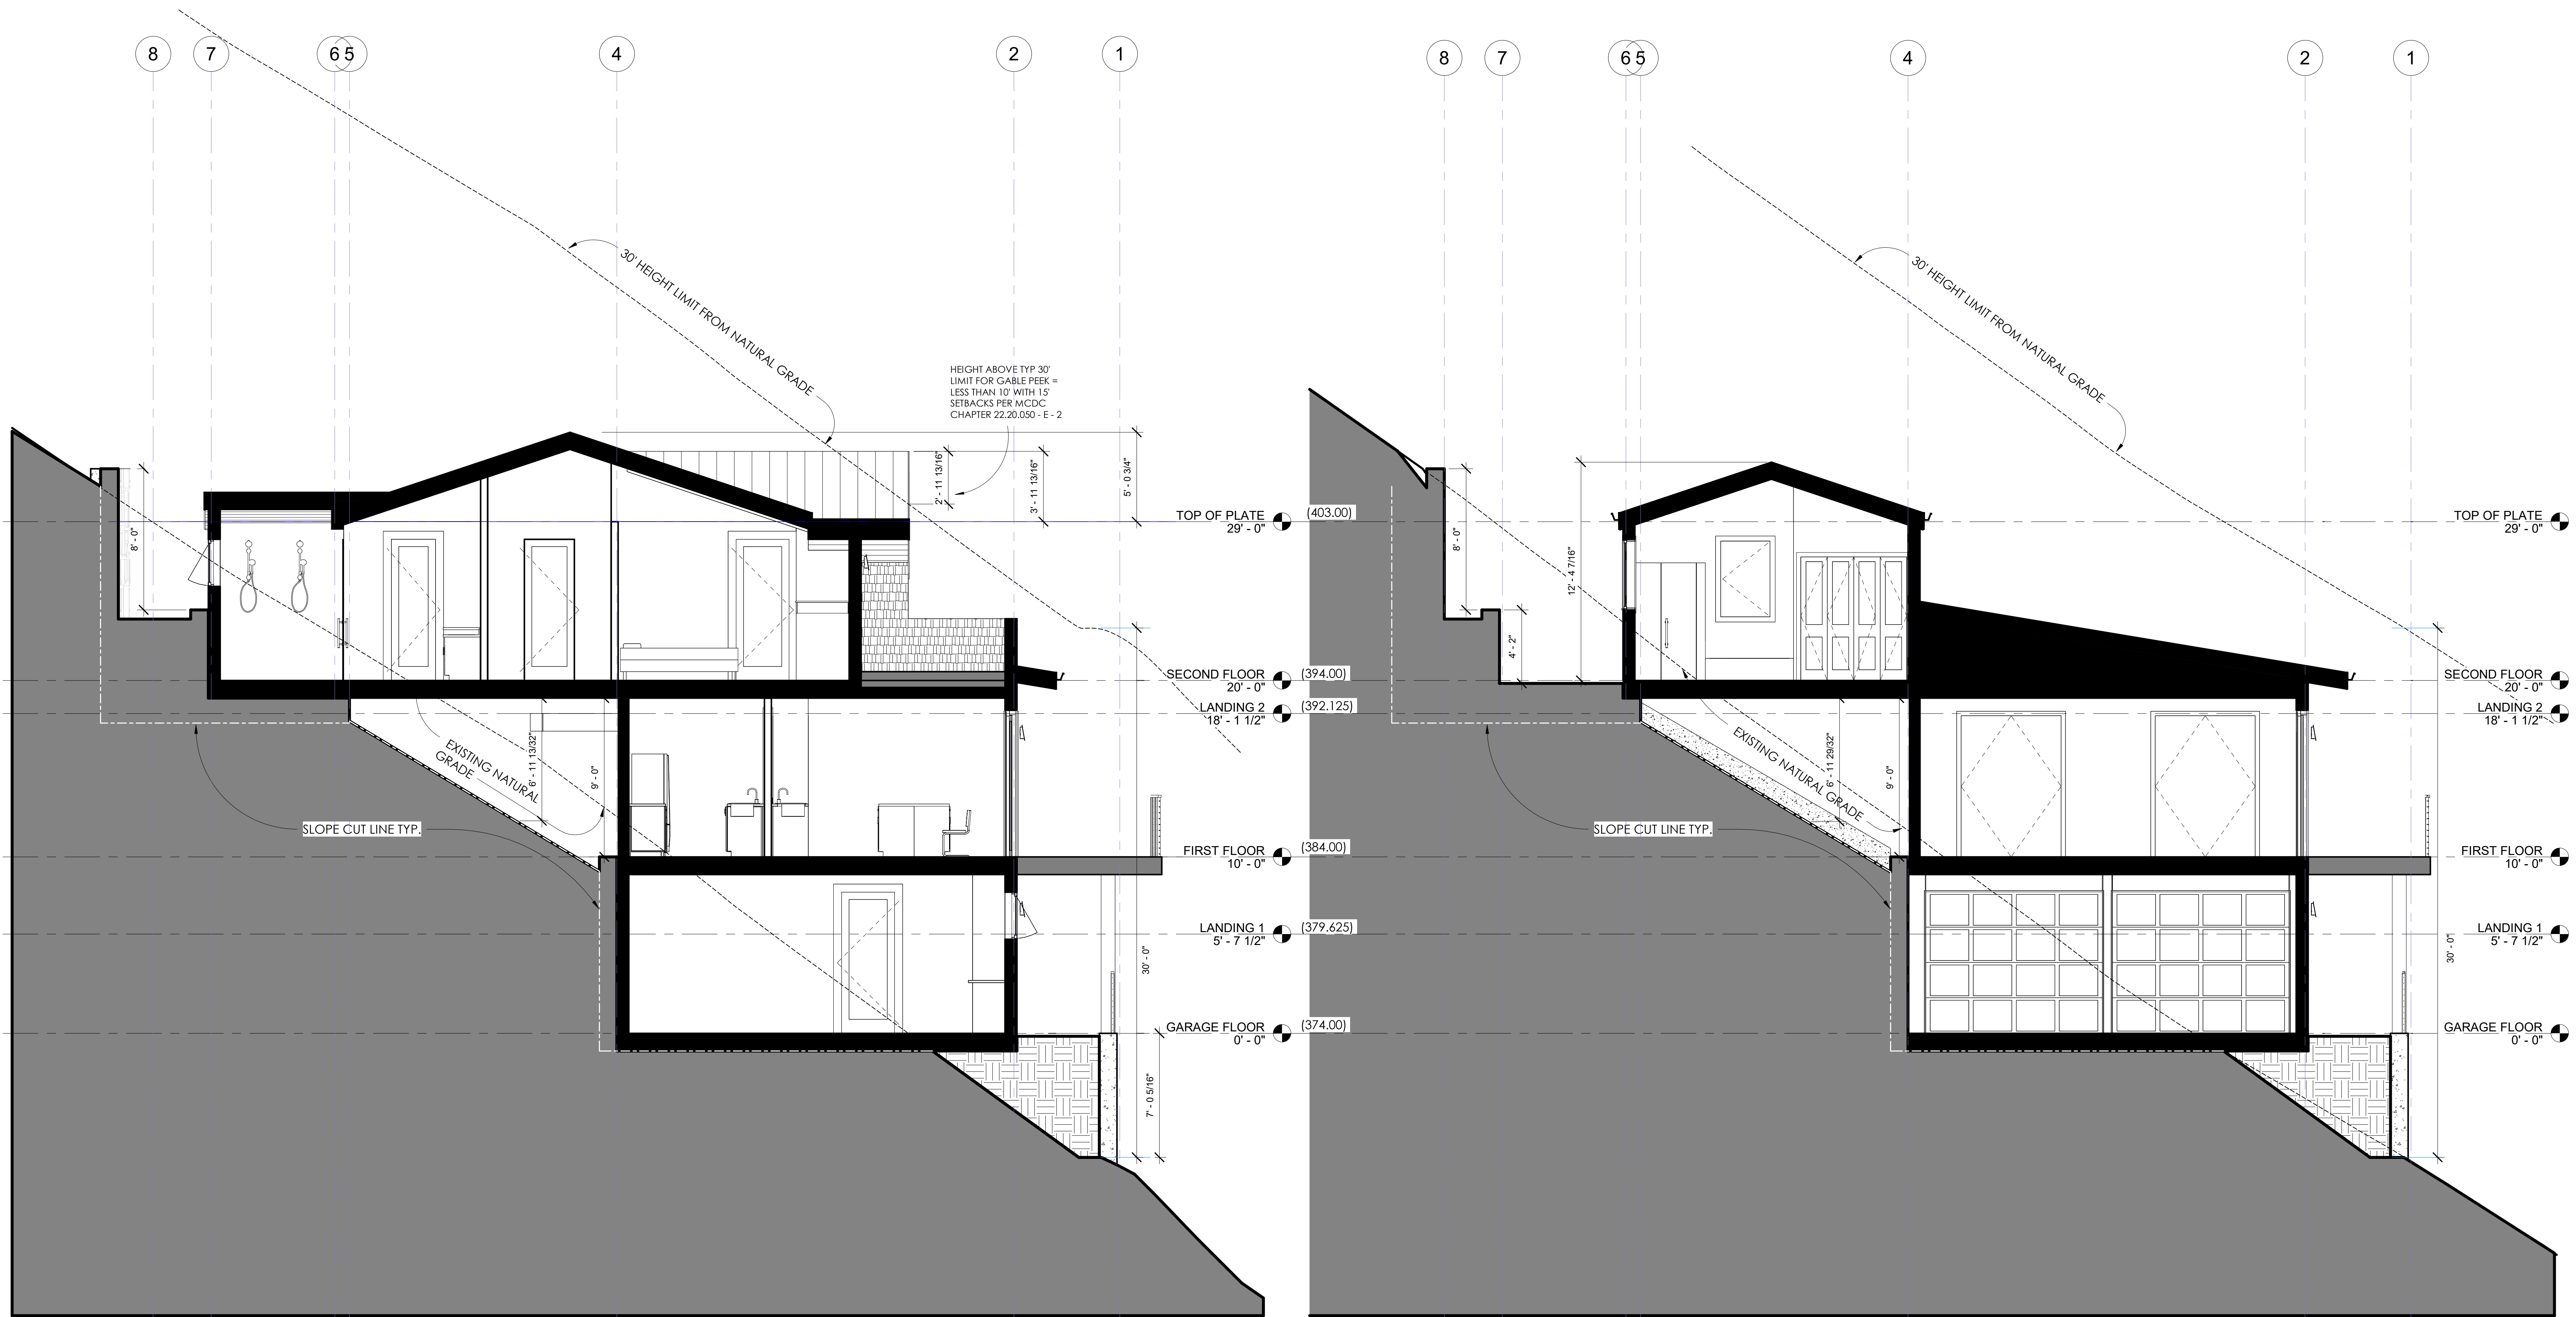 8
7
6
5
4
2
1
30' HEIGHT LIMIT FROM NATURAL GRADE
HEIGHT ABOVE TYP 30'
LIMIT FOR GABLE PEEK =
LESS THAN 10' WITH 15'
SETBACKS PER MCDC
CHAPTER 22.20.050 - E - 2
2' - 11 13/16"
3' - 11 13/16"
5' - 0 3/4"
8' - 0"
EXISTING NATURAL
GRADE
6' - 11 13/32"
9' - 0"
SLOPE CUT LINE TYP.
30' - 0"
7' - 0 5/16"
TOP OF PLATE
29' - 0"
(403.00)
SECOND FLOOR
20' - 0"
(394.00)
LANDING 2
18' - 1 1/2"
(392.125)
FIRST FLOOR
10' - 0"
(384.00)
LANDING 1
5' - 7 1/2"
(379.625)
GARAGE FLOOR
0' - 0"
(374.00)
8
7
6
5
4
2
1
30' HEIGHT LIMIT FROM NATURAL GRADE
8' - 0"
4' - 2"
12' - 4 7/16"
EXISTING NATURAL GRADE
6' - 11 29/32"
9' - 0"
SLOPE CUT LINE TYP.
30' - 0"
TOP OF PLATE
29' - 0"
SECOND FLOOR
20' - 0"
LANDING 2
18' - 1 1/2"
FIRST FLOOR
10' - 0"
LANDING 1
5' - 7 1/2"
GARAGE FLOOR
0' - 0"